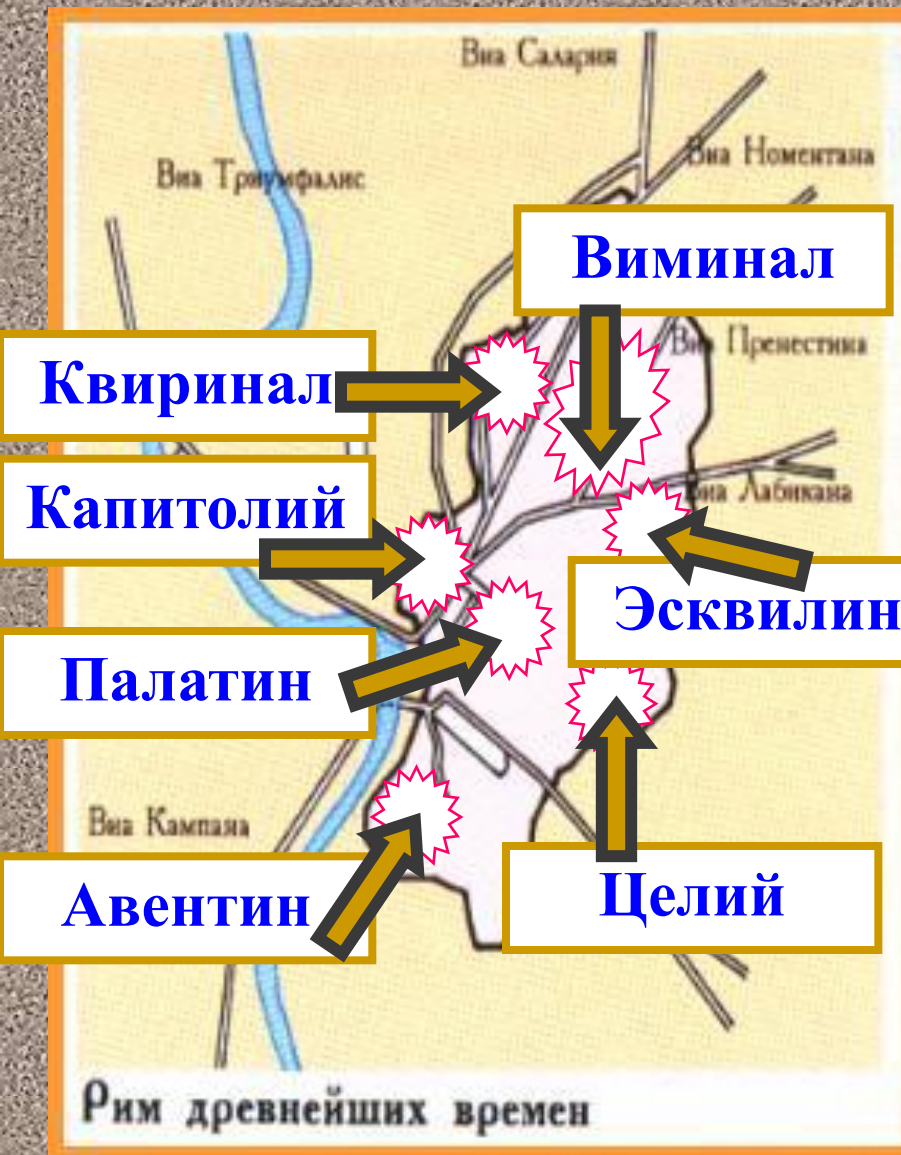 Виа Салария
Виа Номентана
Виа Триумфалис
Виминал
Виа Пренестина
Квиринал
Капитолий
Виа Лабикана
Эсквилин
Палатин
Виа Кампана
Авентин
Целий
Рим древнейших времен